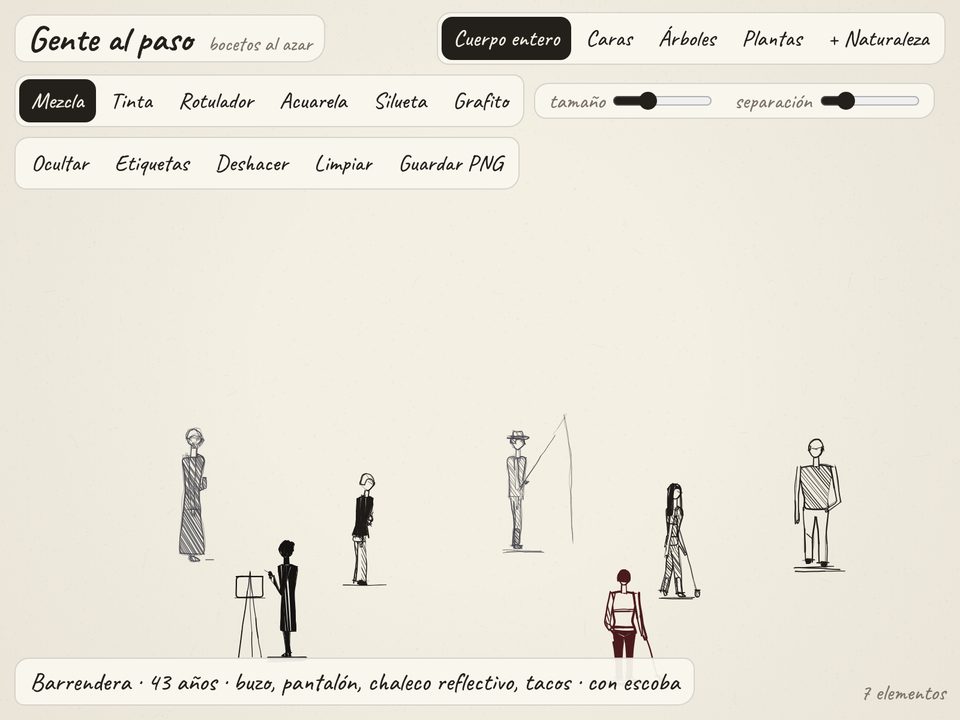 Gente al paso bocetos al azar
Cuerpo entero Caras Árboles Plantas + Naturaleza
Mezcla Tinta Rotulador Acuarela Silueta Grafito
tamaño separación
Ocultar Etiquetas Deshacer Limpiar Guardar PNG
Barrendera · 43 años · buzo, pantalón, chaleco reflectivo, tacos · con escoba
7 elementos